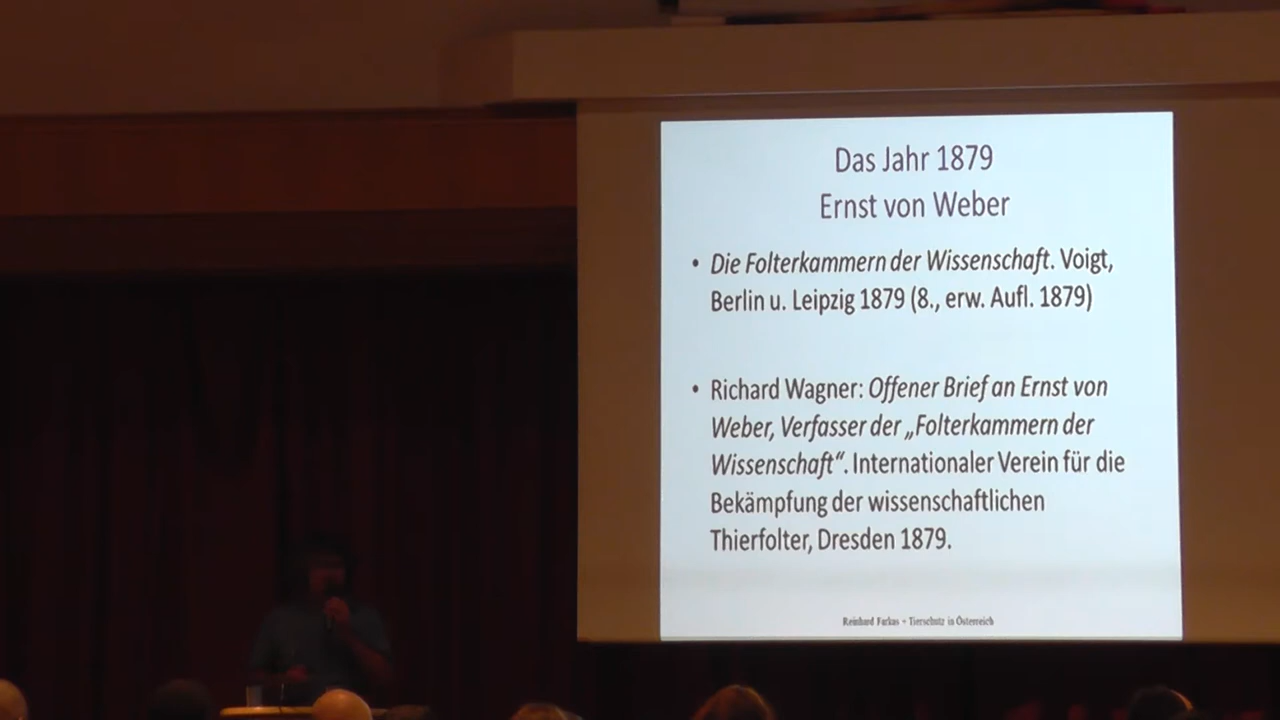 Das Jahr 1879
Ernst von Weber
• Die Folterkammern der Wissenschaft. Voigt,
Berlin u. Leipzig 1879 (8., erw. Aufl. 1879)
• Richard Wagner: Offener Brief an Ernst von
Weber, Verfasser der „Folterkammern der
Wissenschaft“. Internationaler Verein für die
Bekämpfung der wissenschaftlichen
Thierfolter, Dresden 1879.
Reinhard Farkas - Tierschutz in Österreich